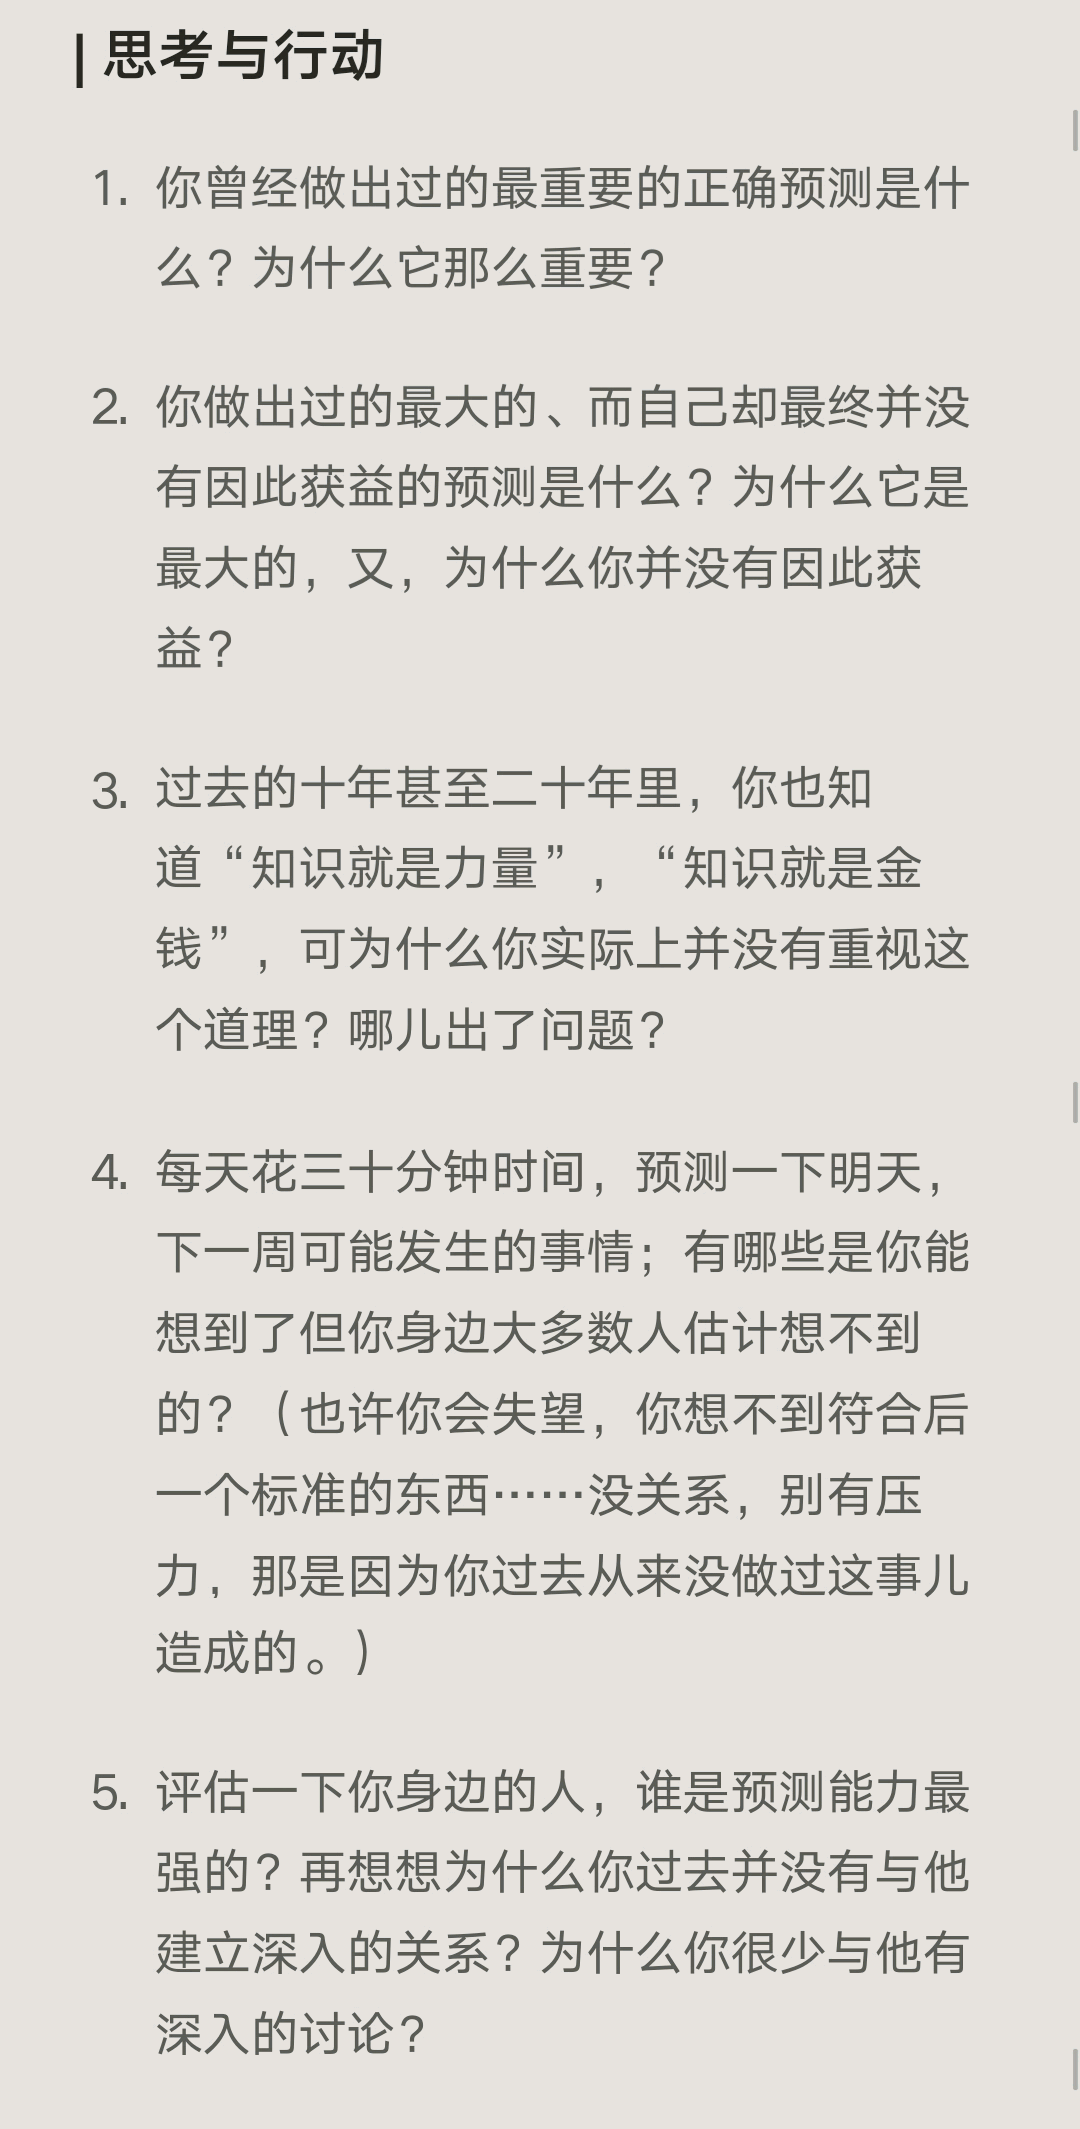 | 思考与行动
1. 你曾经做出过的最重要的正确预测是什
么？为什么它那么重要？
2. 你做出过的最大的、而自己却最终并没
有因此获益的预测是什么？为什么它是
最大的，又，为什么你并没有因此获
益？
3. 过去的十年甚至二十年里，你也知
道“知识就是力量”，“知识就是金
钱”，可为什么你实际上并没有重视这
个道理？哪儿出了问题？
4. 每天花三十分钟时间，预测一下明天，
下一周可能发生的事情；有哪些是你能
想到了但你身边大多数人估计想不到
的？（也许你会失望，你想不到符合后
一个标准的东西……没关系，别有压
力，那是因为你过去从来没做过这事儿
造成的。）
5. 评估一下你身边的人，谁是预测能力最
强的？再想想为什么你过去并没有与他
建立深入的关系？为什么你很少与他有
深入的讨论？